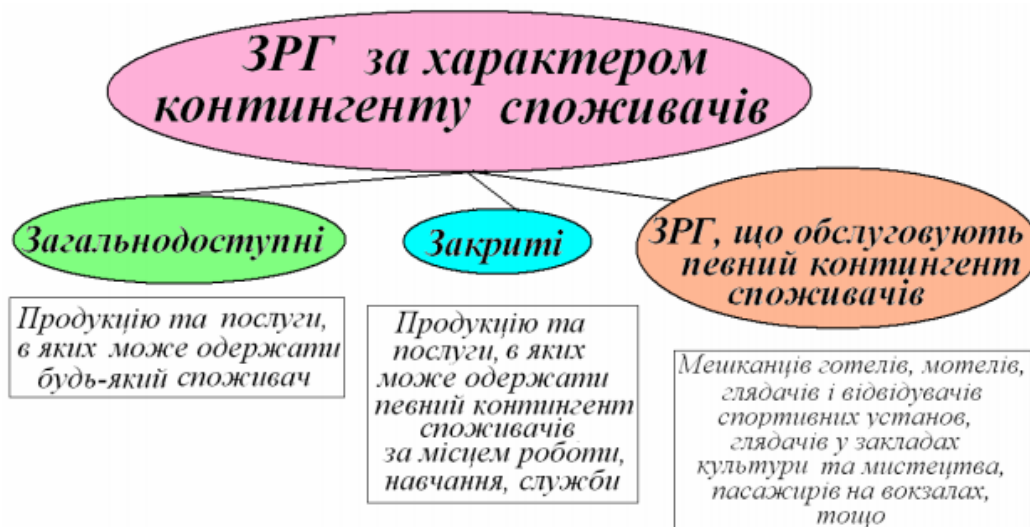 ЗРГ за характером
контингенту споживачів
Загальнодоступні
Закриті
ЗРГ, що обслуговують
певний контингент
споживачів
Продукцію та послуги,
в яких може одержати
будь-який споживач
Продукцію та
послуги, в яких
може одержати
певний контингент
споживачів
за місцем роботи,
навчання, служби
Мешканців готелів, мотелів,
глядачів і відвідувачів
спортивних установ,
глядачів у закладах
культури та мистецтва,
пасажирів на вокзалах,
тощо